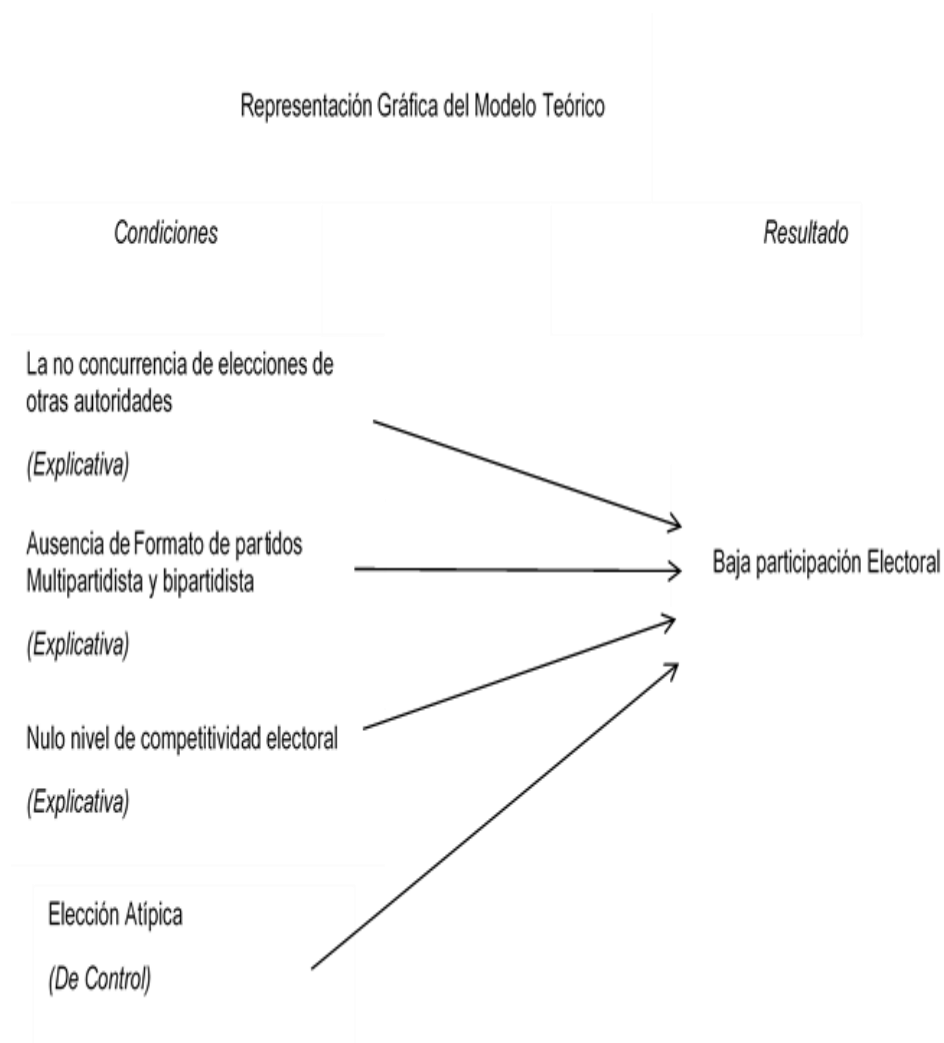 Representación Gráfica del Modelo Teórico
Condiciones
Resultado
La no concurrencia de elecciones de
otras autoridades
(Explicativa)
Ausencia de Formato de partidos
Multipartidista y bipartidista
(Explicativa)
Baja participación Electoral
Nulo nivel de competitividad electoral
(Explicativa)
Elección Atípica
(De Control)